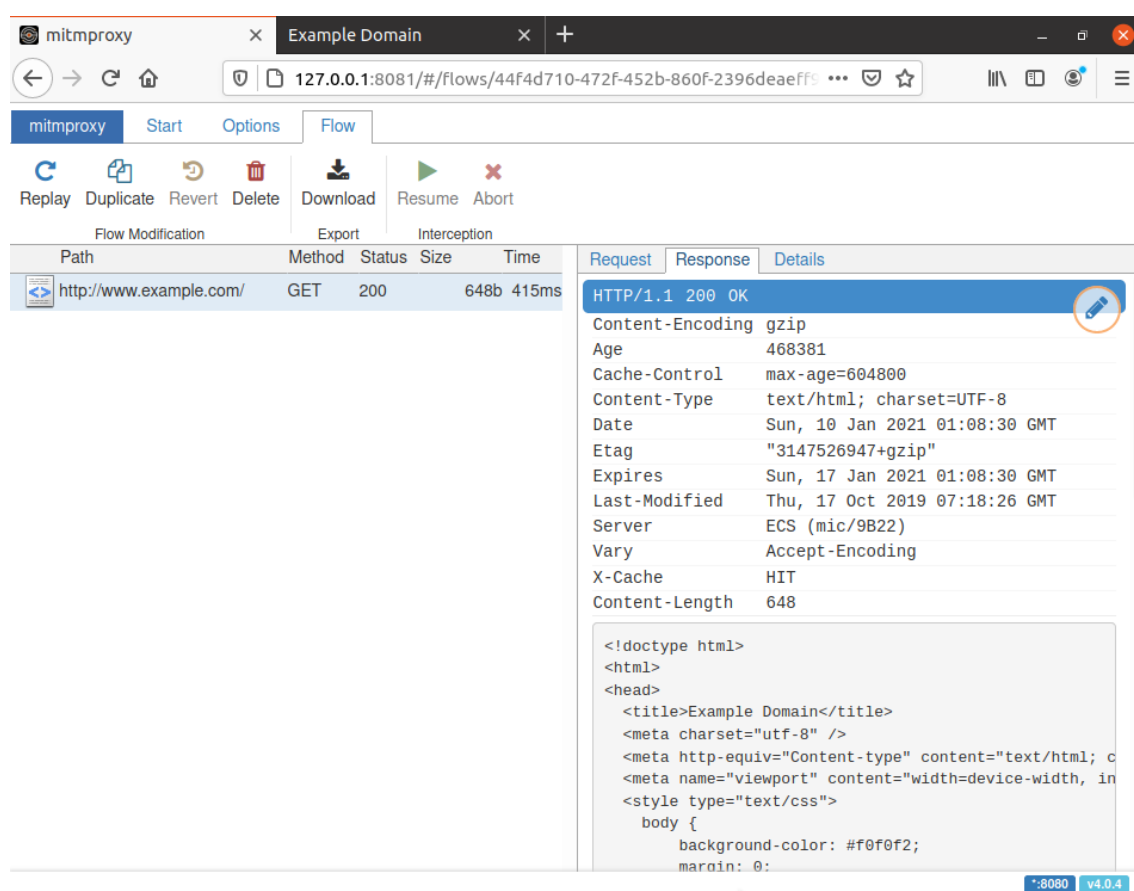 mitmproxy Example Domain
127.0.0.1:8081/#/flows/44f4d710-472f-452b-860f-2396deaeff9
mitmproxy Start Options Flow
Replay Duplicate Revert Delete Download Resume Abort
Flow Modification Export Interception
Path Method Status Size Time
http://www.example.com/ GET 200 648b 415ms
Request Response Details
HTTP/1.1 200 OK
Content-Encoding gzip
Age 468381
Cache-Control max-age=604800
Content-Type text/html; charset=UTF-8
Date Sun, 10 Jan 2021 01:08:30 GMT
Etag "3147526947+gzip"
Expires Sun, 17 Jan 2021 01:08:30 GMT
Last-Modified Thu, 17 Oct 2019 07:18:26 GMT
Server ECS (mic/9B22)
Vary Accept-Encoding
X-Cache HIT
Content-Length 648
<!doctype html>
<html>
<head>
<title>Example Domain</title>
<meta charset="utf-8" />
<meta http-equiv="Content-type" content="text/html; c
<meta name="viewport" content="width=device-width, in
<style type="text/css">
body {
background-color: #f0f0f2;
margin: 0;
*:8080 v4.0.4